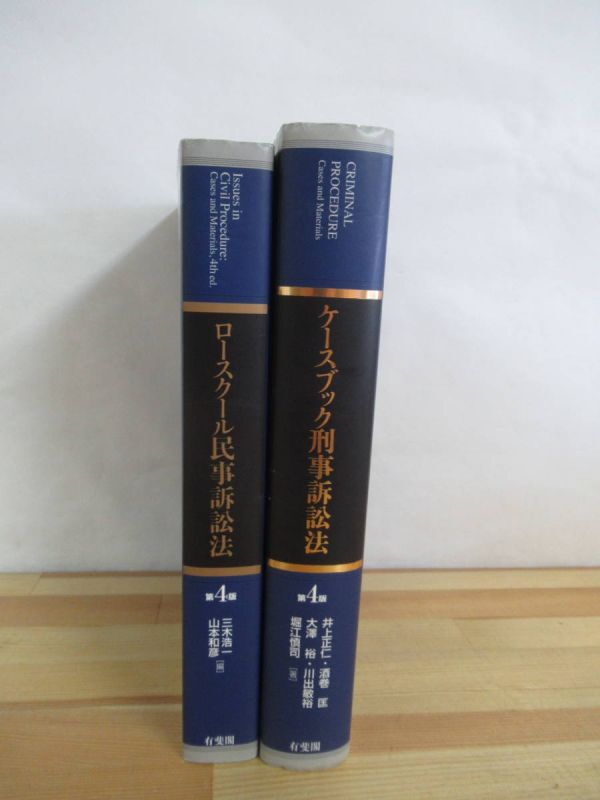 Issues in
Civil Procedure:
Cases and Materials, 4th ed.
ロースクール民事訴訟法
第4版
三木浩一
山本和彦[編]
有斐閣
CRIMINAL
PROCEDURE
Cases and Materials
ケースブック刑事訴訟法
第4版
井上正仁・酒巻 匡
大澤 裕・川出敏裕
堀江慎司[著]
有斐閣